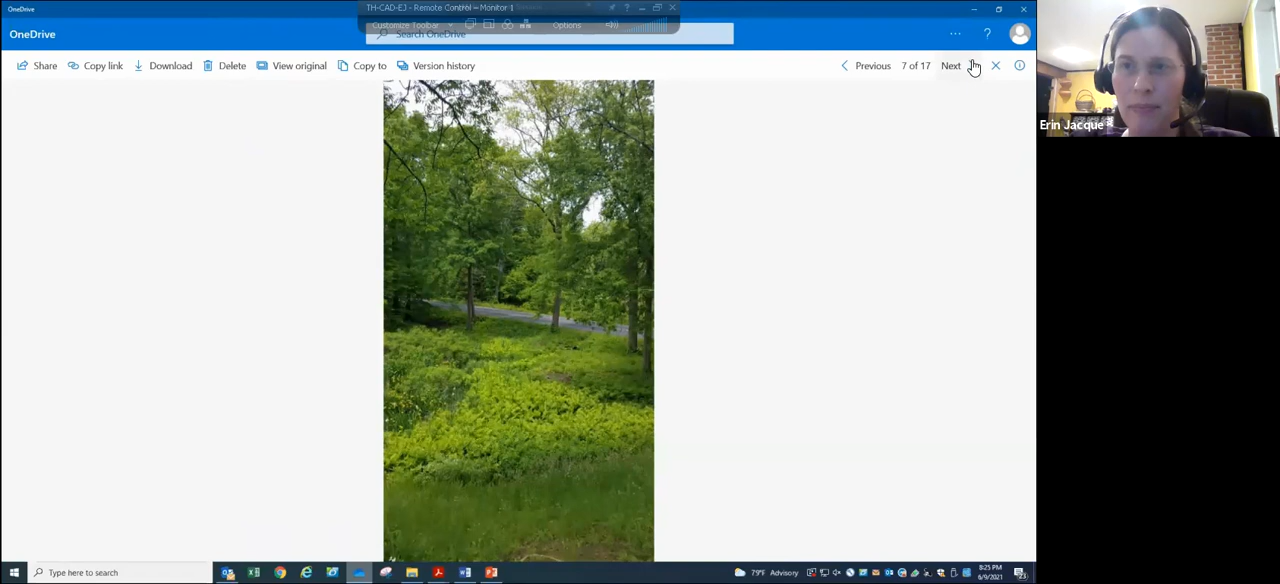 OneDrive
TH-CAD-EJ - Remote Control – Monitor 1
Customize Toolbar
Options
OneDrive
Search OneDrive
Share
Copy link
Download
Delete
View original
Copy to
Version history
Previous
7 of 17
Next
Erin Jacque
Type here to search
79°F Advisory
8:25 PM
6/9/2021